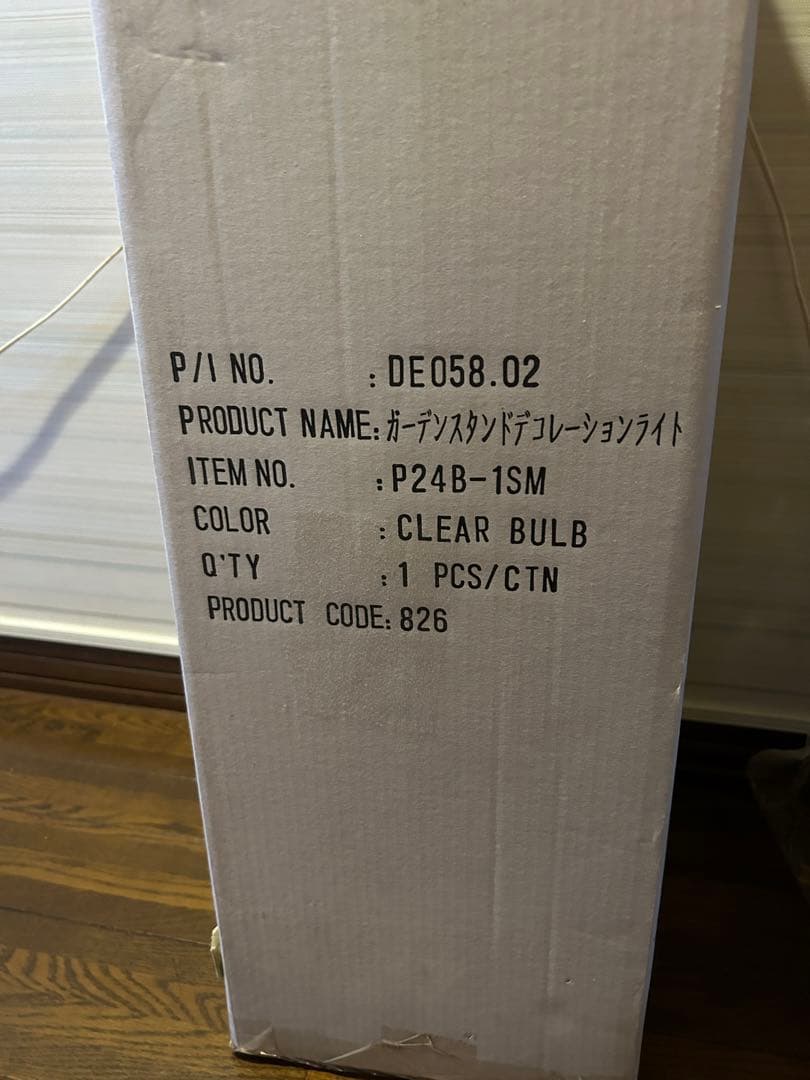 P/I NO. : DE058.02
PRODUCT NAME: ｶﾞｰﾃﾞﾝｽﾀﾝﾄﾞﾃﾞｺﾚｰｼｮﾝﾗｲﾄ
ITEM NO. : P24B-1SM
COLOR : CLEAR BULB
Q'TY : 1 PCS/CTN
PRODUCT CODE: 826